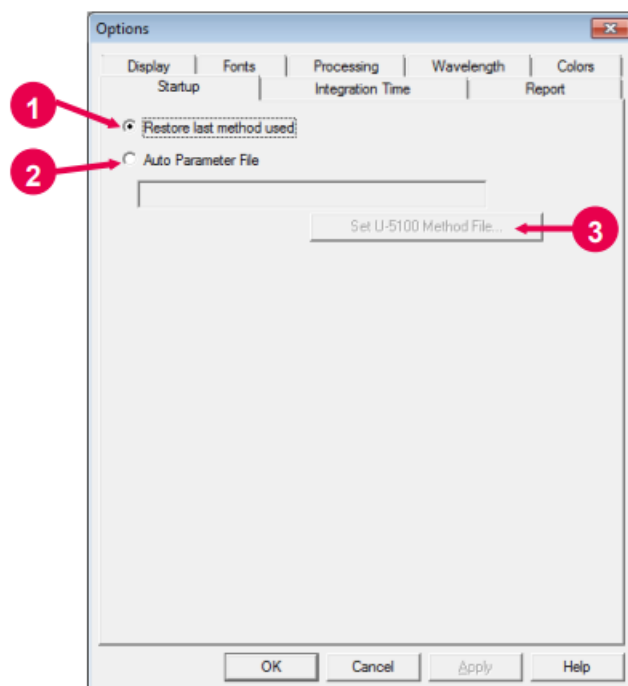 Options
Display Fonts Processing Wavelength Colors
Startup Integration Time Report
1
Restore last method used
2
Auto Parameter File
Set U-5100 Method File...
3
OK Cancel Apply Help